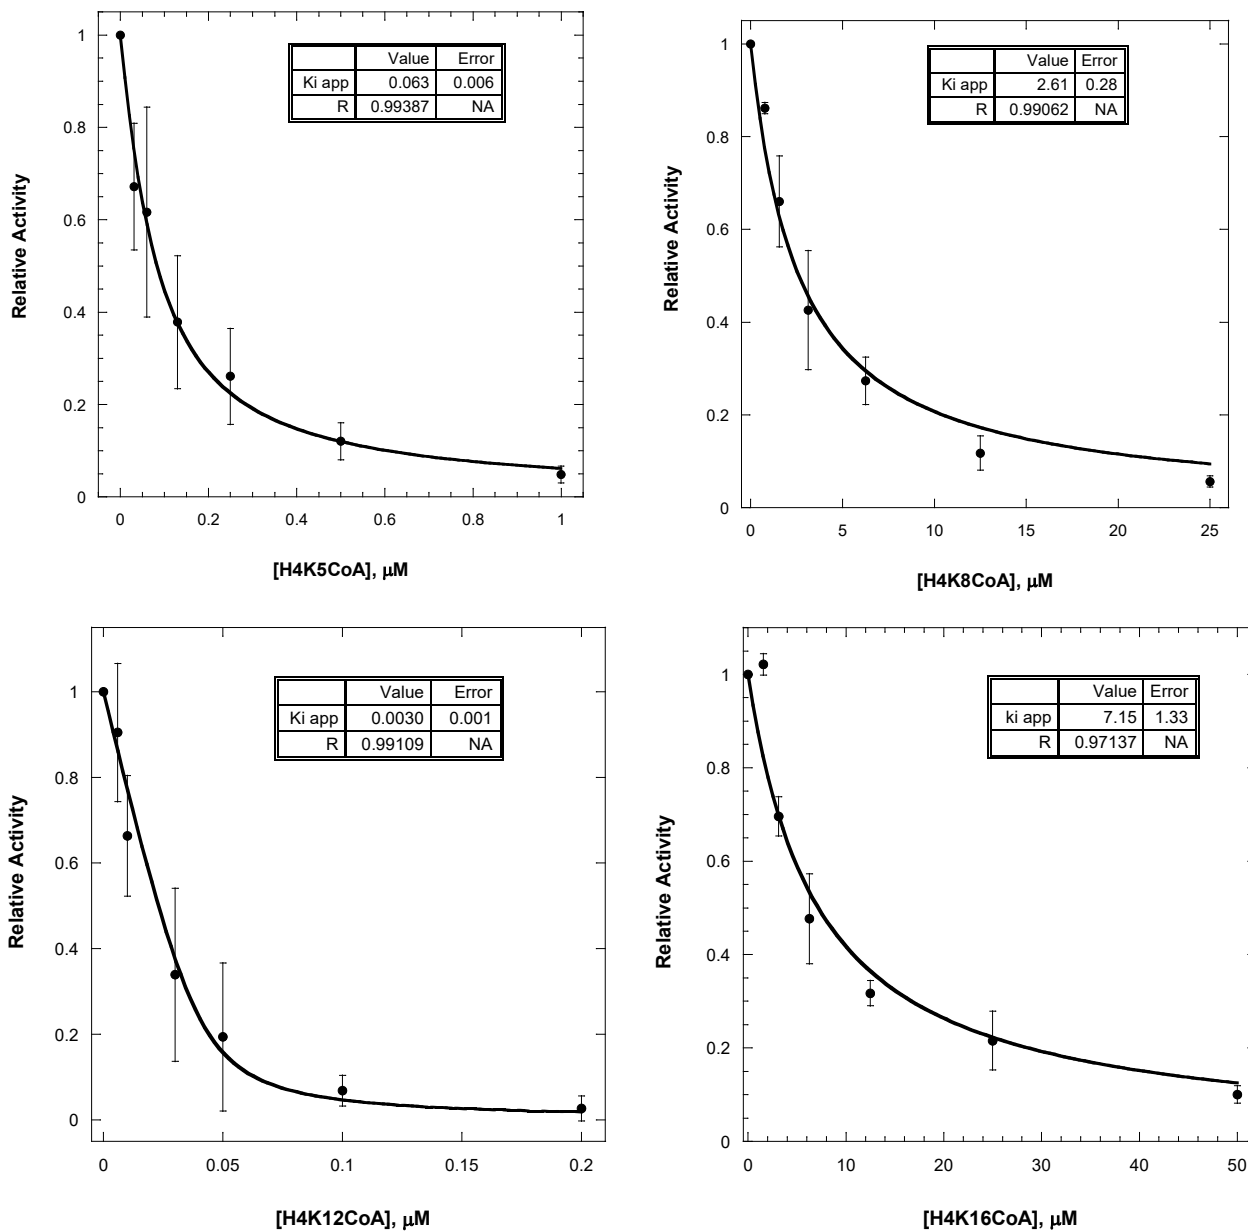 Value Error
Ki app 0.063 0.006
R 0.99387 NA
1
0.8
0.6
0.4
0.2
0
Relative Activity
0 0.2 0.4 0.6 0.8 1
[H4K5CoA], μM
Value Error
Ki app 2.61 0.28
R 0.99062 NA
1
0.8
0.6
0.4
0.2
0
Relative Activity
0 5 10 15 20 25
[H4K8CoA], μM
Value Error
Ki app 0.0030 0.001
R 0.99109 NA
1
0.8
0.6
0.4
0.2
0
Relative Activity
0 0.05 0.1 0.15 0.2
[H4K12CoA], μM
Value Error
ki app 7.15 1.33
R 0.97137 NA
1
0.8
0.6
0.4
0.2
0
Relative Activity
0 10 20 30 40 50
[H4K16CoA], μM